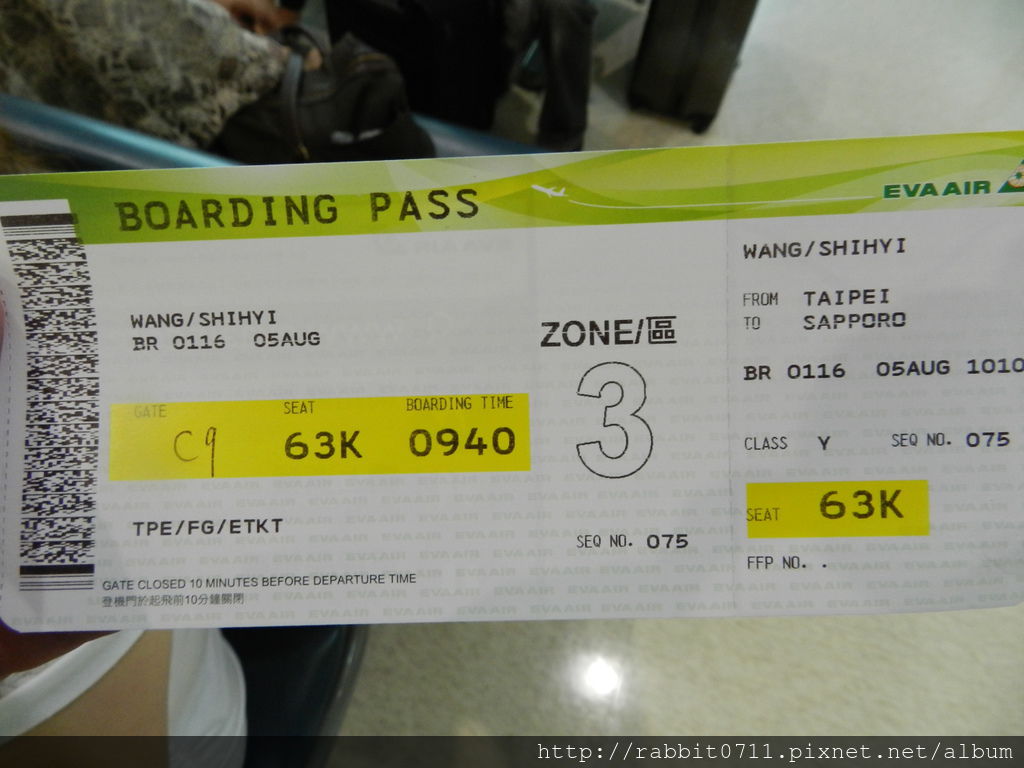 BOARDING PASS
EVA AIR
WANG/SHIHYI
BR 0116 05AUG
GATE SEAT BOARDING TIME
C9 63K 0940
TPE/FG/ETKT
GATE CLOSED 10 MINUTES BEFORE DEPARTURE TIME
登機門於起飛前10分鐘關閉
ZONE/區
3
SEQ NO. 075
WANG/SHIHYI
FROM TAIPEI
TO SAPPORO
BR 0116 05AUG 1010
CLASS Y SEQ NO. 075
SEAT 63K
FFP NO. .
http://rabbit0711.pixnet.net/album